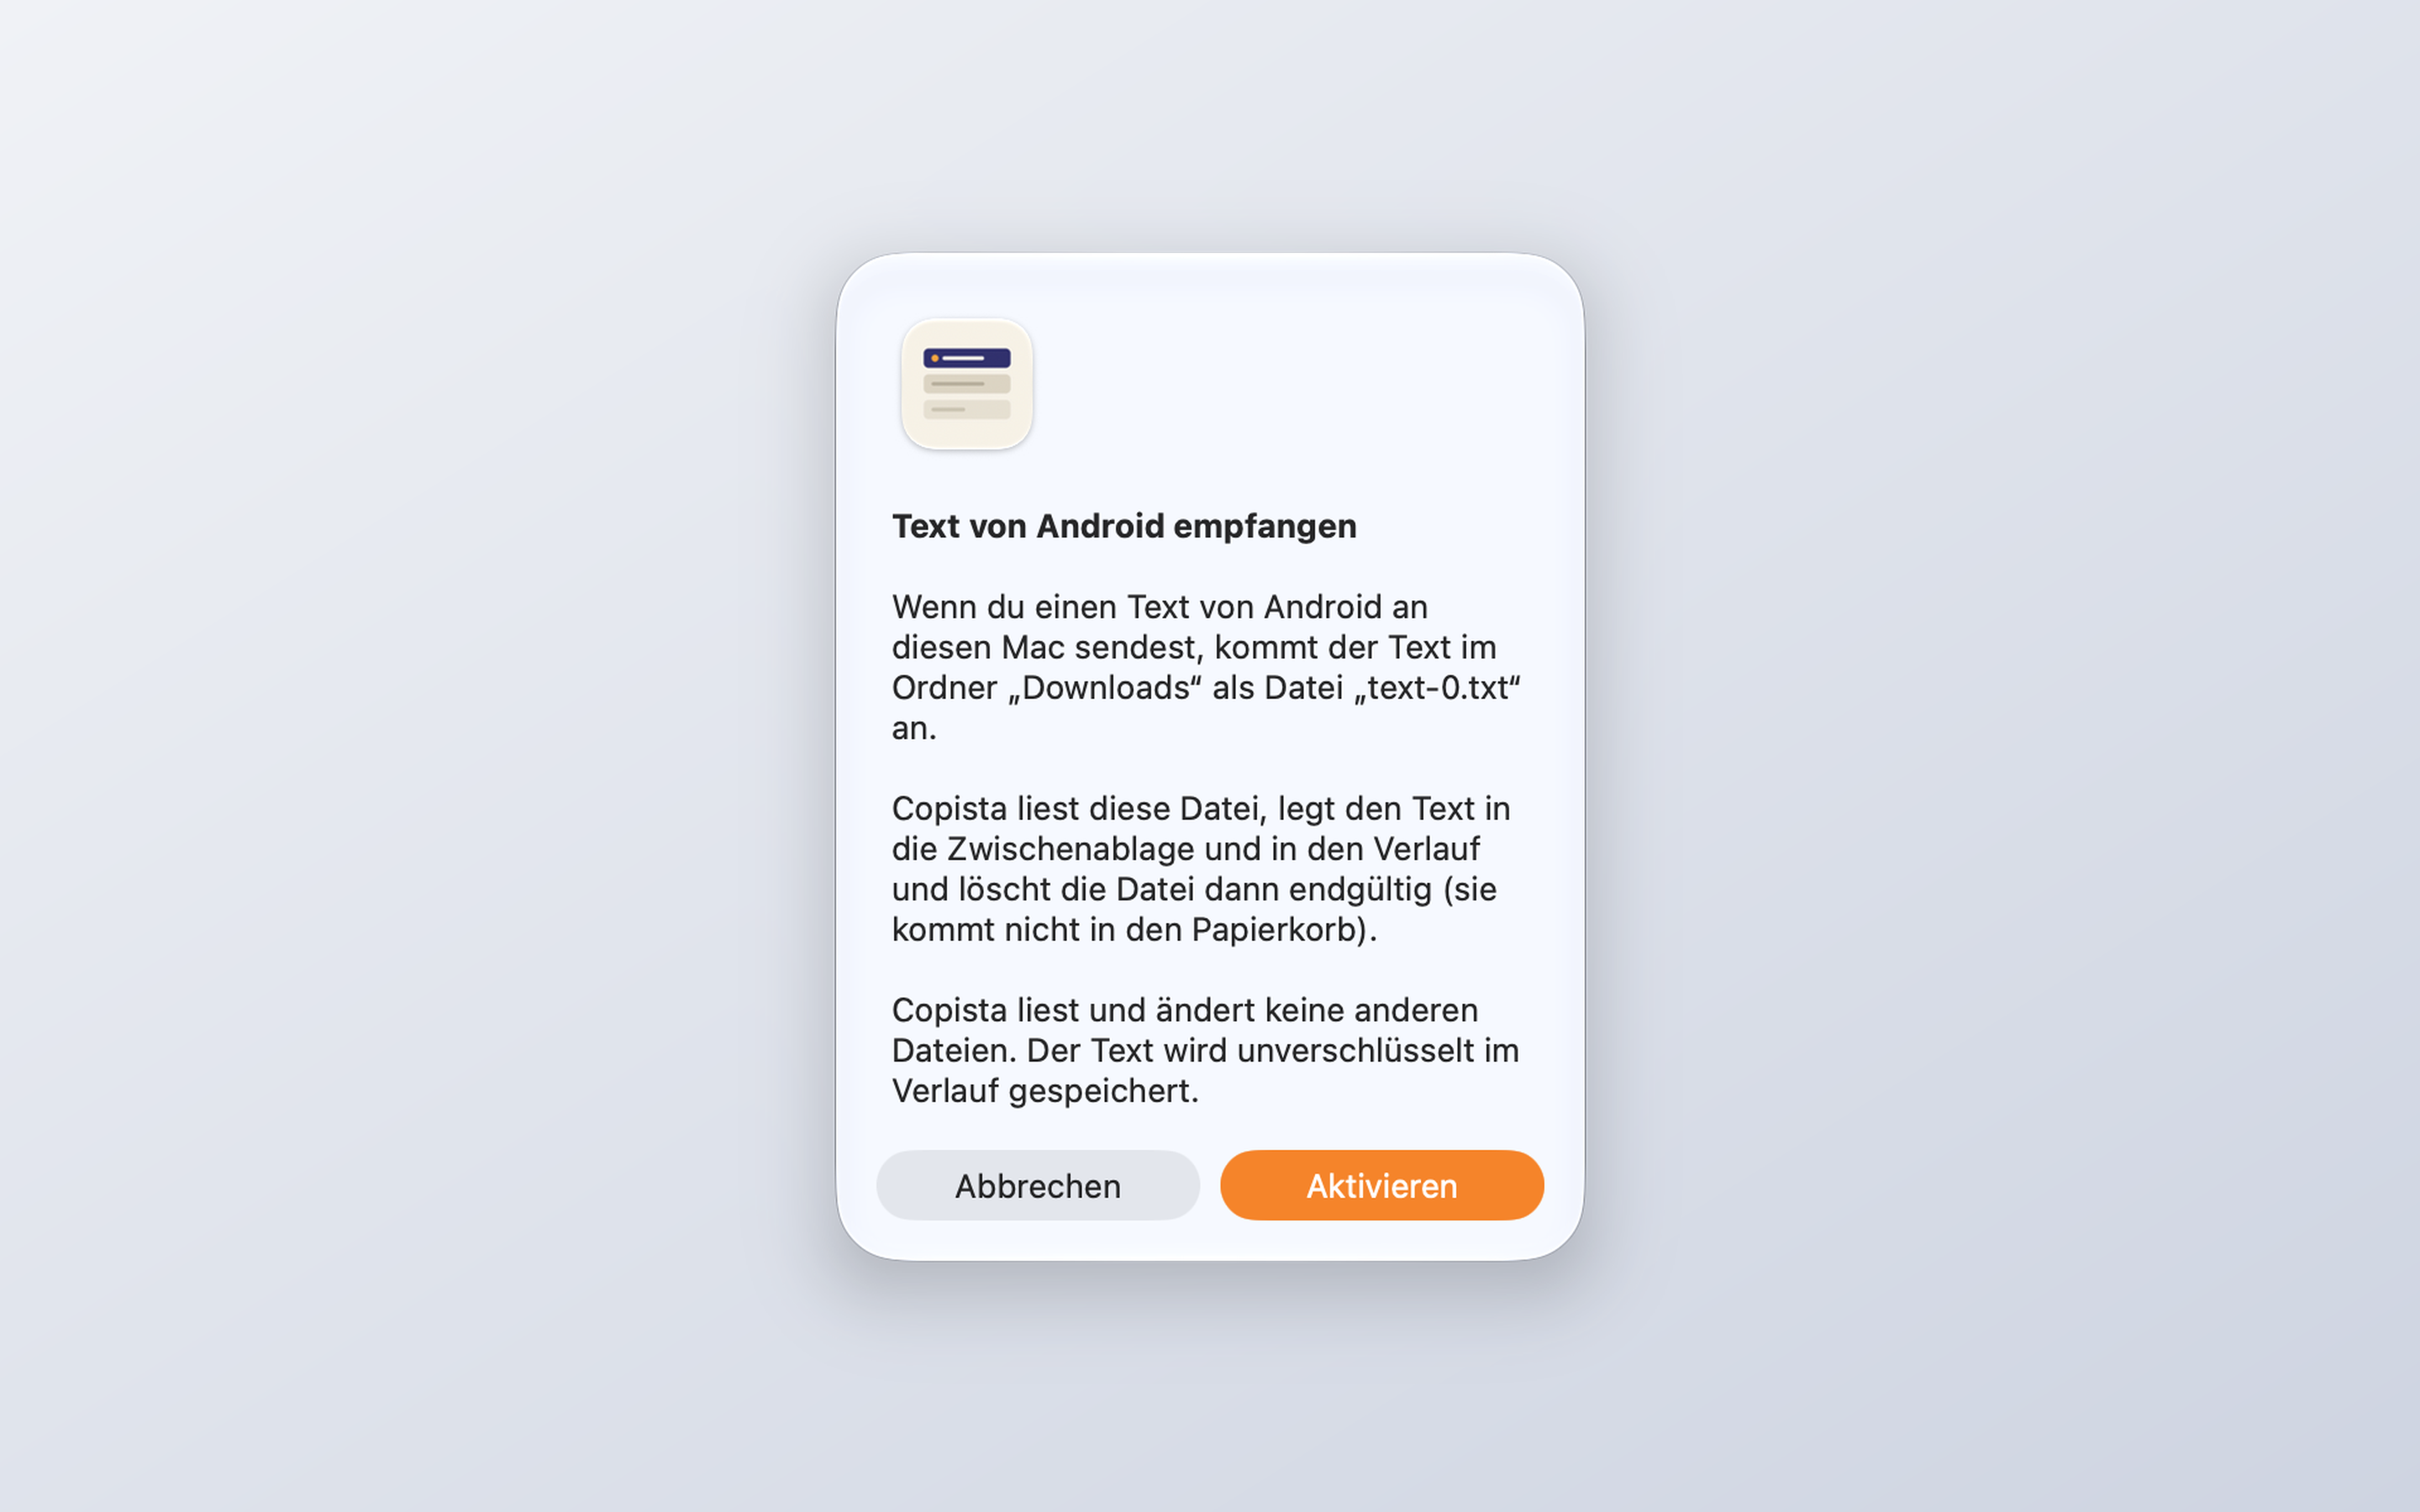 Text von Android empfangen
Wenn du einen Text von Android an
diesen Mac sendest, kommt der Text im
Ordner „Downloads“ als Datei „text-0.txt“
an.
Copista liest diese Datei, legt den Text in
die Zwischenablage und in den Verlauf
und löscht die Datei dann endgültig (sie
kommt nicht in den Papierkorb).
Copista liest und ändert keine anderen
Dateien. Der Text wird unverschlüsselt im
Verlauf gespeichert.
Abbrechen
Aktivieren